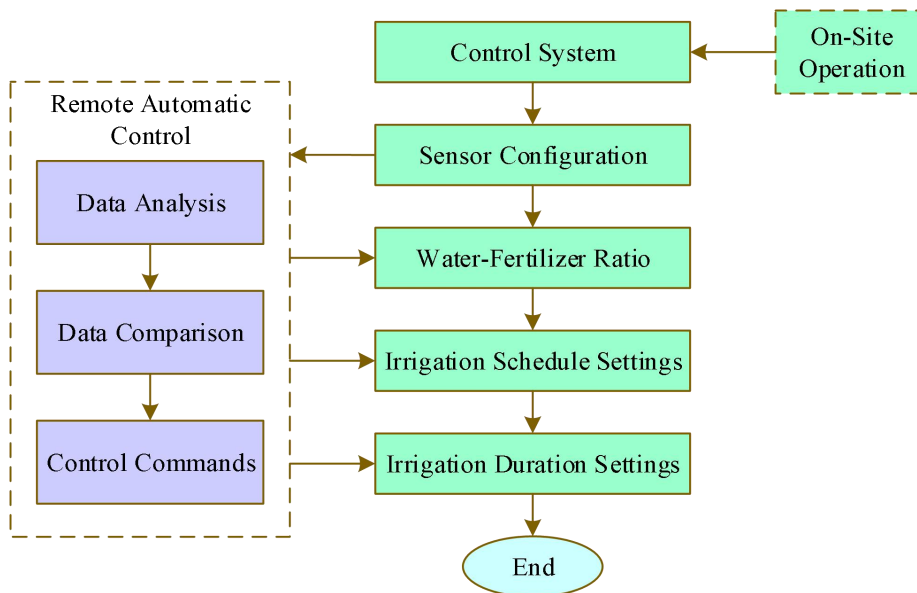 Control System
On-Site
Operation
Remote Automatic
Control
Sensor Configuration
Data Analysis
Water-Fertilizer Ratio
Data Comparison
Irrigation Schedule Settings
Control Commands
Irrigation Duration Settings
End